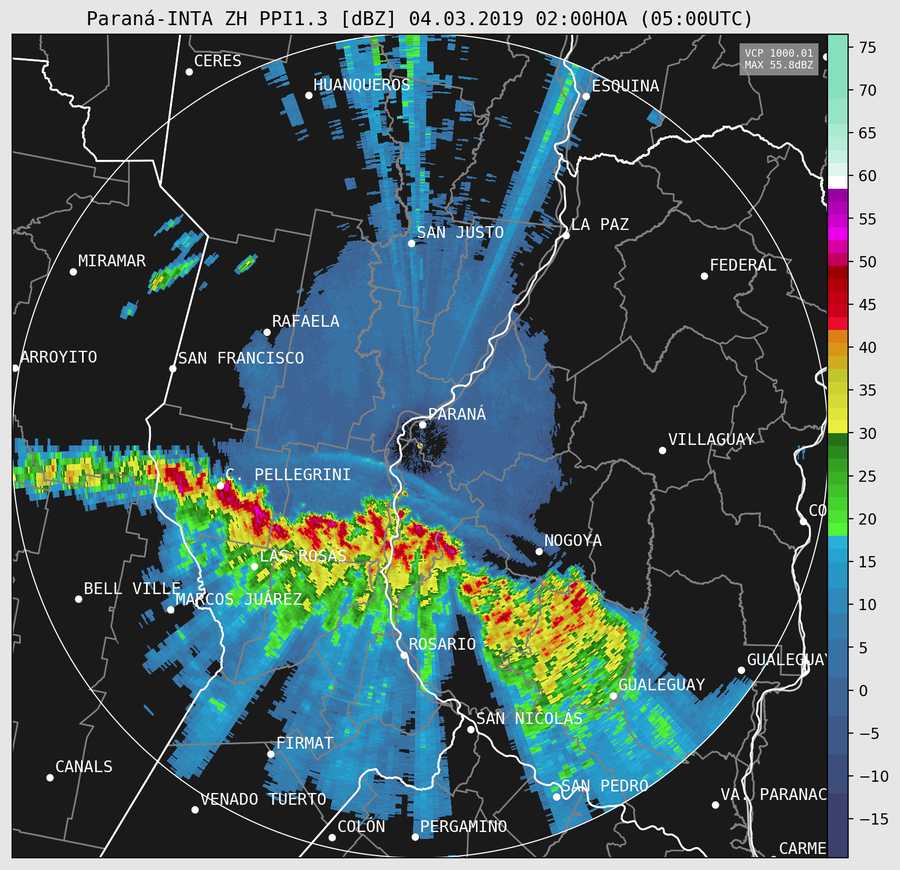 Paraná-INTA ZH PPI1.3 [dBZ] 04.03.2019 02:00HOA (05:00UTC)
VCP 1000.01
MAX 55.8dBZ
CERES
HUANQUEROS
ESQUINA
SAN JUSTO
LA PAZ
MIRAMAR
FEDERAL
RAFAELA
ARROYITO
SAN FRANCISCO
PARANÁ
VILLAGUAY
C. PELLEGRINI
CO
NOGOYA
LAS ROSAS
BELL VILLE
MARCOS JUÁREZ
ROSARIO
GUALEGUAY
GUALEGUAY
SAN NICOLÁS
FIRMAT
CANALS
SAN PEDRO
VENADO TUERTO
VA. PARANAC
COLÓN
PERGAMINO
CARME
75
70
65
60
55
50
45
40
35
30
25
20
15
10
5
0
−5
−10
−15